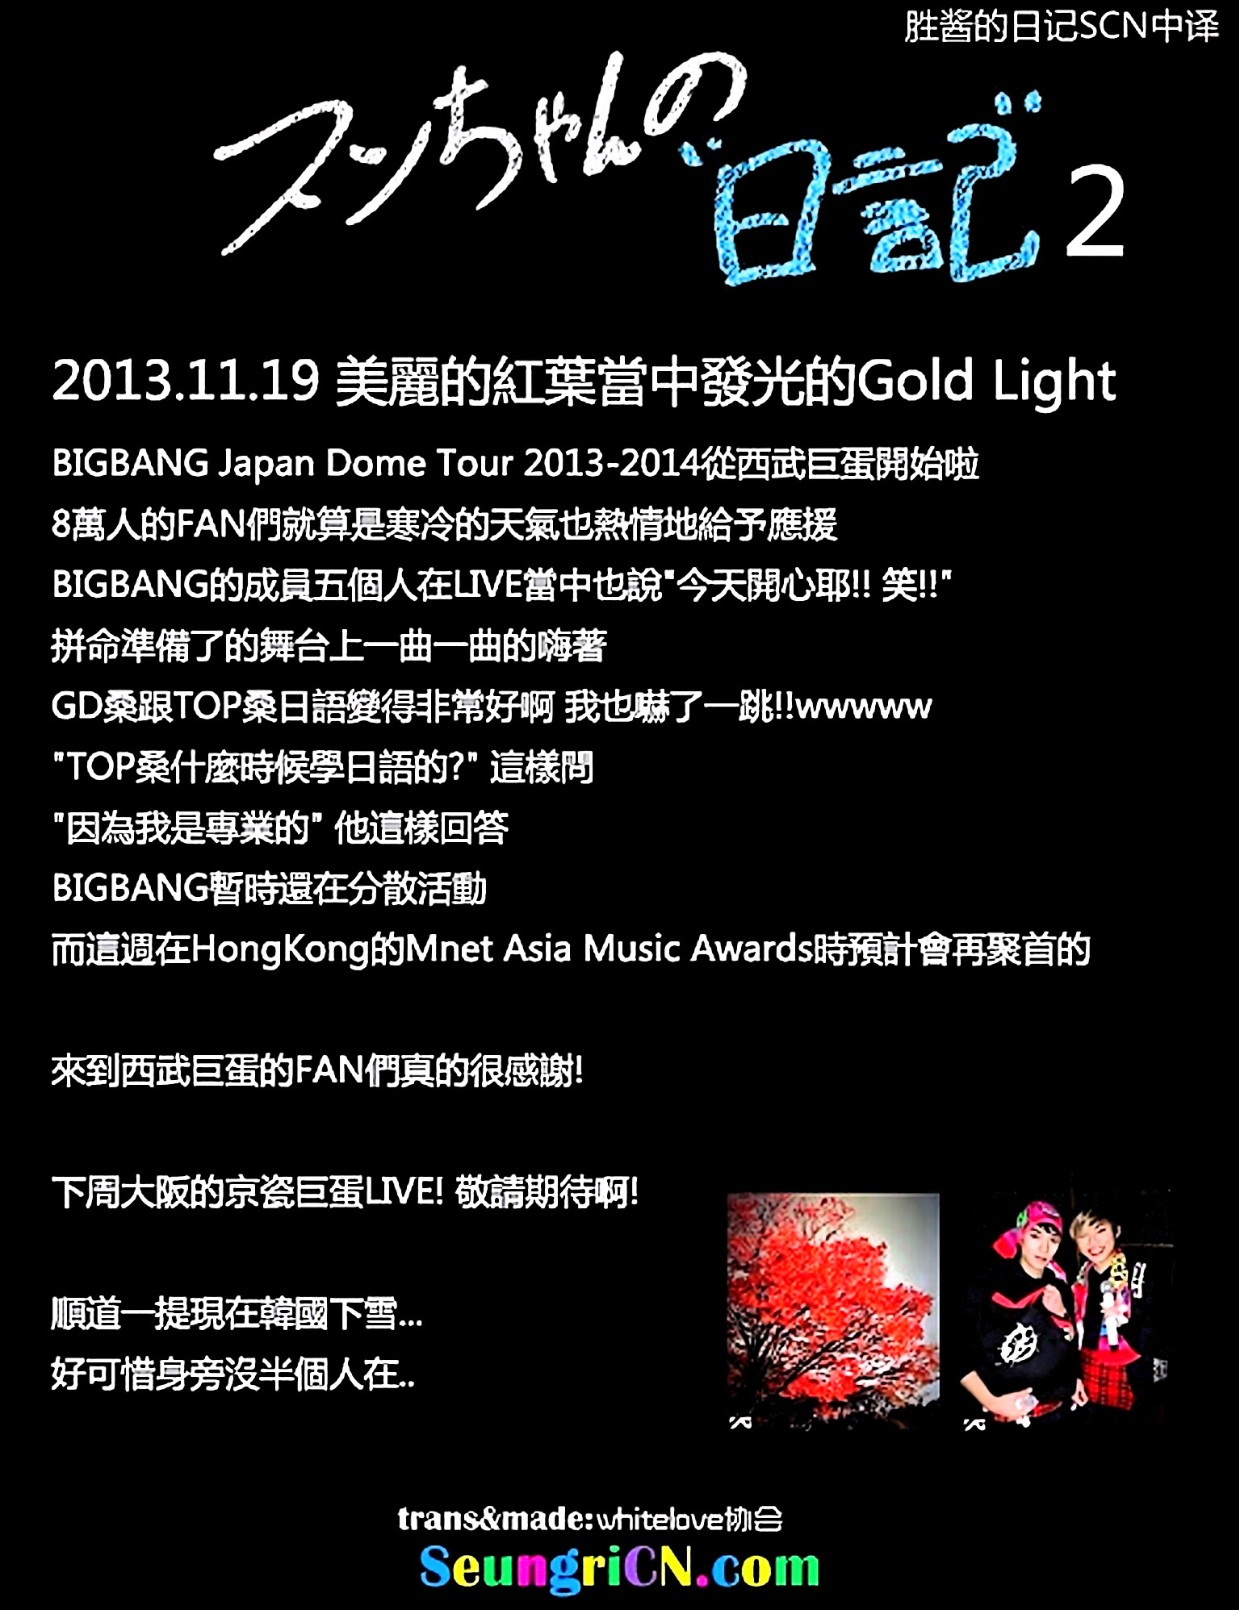 胜酱的日记SCN中译
スンちゃんの
日記2
2013.11.19 美麗的紅葉當中發光的Gold Light
BIGBANG Japan Dome Tour 2013-2014從西武巨蛋開始啦
8萬人的FAN們就算是寒冷的天氣也熱情地給予應援
BIGBANG的成員五個人在LIVE當中也說"今天開心耶!! 笑!!"
拼命準備了的舞台上一曲一曲的嗨著
GD桑跟TOP桑日語變得非常好啊 我也嚇了一跳!!wwwww
"TOP桑什麼時候學日語的?" 這樣問
"因為我是專業的" 他這樣回答
BIGBANG暫時還在分散活動
而這週在HongKong的Mnet Asia Music Awards時預計會再聚首的
來到西武巨蛋的FAN們真的很感謝!
下周大阪的京瓷巨蛋LIVE! 敬請期待啊!
順道一提現在韓國下雪...
好可惜身旁沒半個人在..
trans&made:whitelove协会
SeungriCN.com